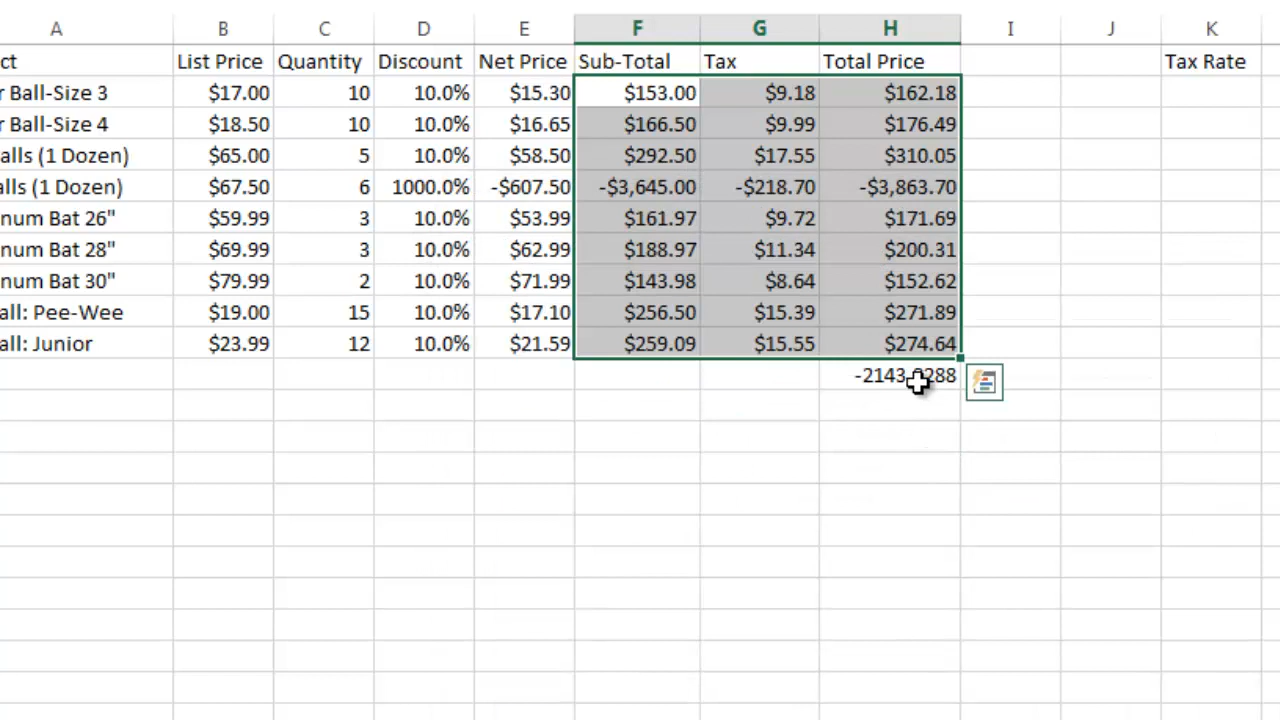 A B C D E F G H I J K
ct List Price Quantity Discount Net Price Sub-Total Tax Total Price Tax Rate
r Ball-Size 3 $17.00 10 10.0% $15.30 $153.00 $9.18 $162.18
r Ball-Size 4 $18.50 10 10.0% $16.65 $166.50 $9.99 $176.49
alls (1 Dozen) $65.00 5 10.0% $58.50 $292.50 $17.55 $310.05
alls (1 Dozen) $67.50 6 1000.0% -$607.50 -$3,645.00 -$218.70 -$3,863.70
num Bat 26" $59.99 3 10.0% $53.99 $161.97 $9.72 $171.69
num Bat 28" $69.99 3 10.0% $62.99 $188.97 $11.34 $200.31
num Bat 30" $79.99 2 10.0% $71.99 $143.98 $8.64 $152.62
all: Pee-Wee $19.00 15 10.0% $17.10 $256.50 $15.39 $271.89
all: Junior $23.99 12 10.0% $21.59 $259.09 $15.55 $274.64